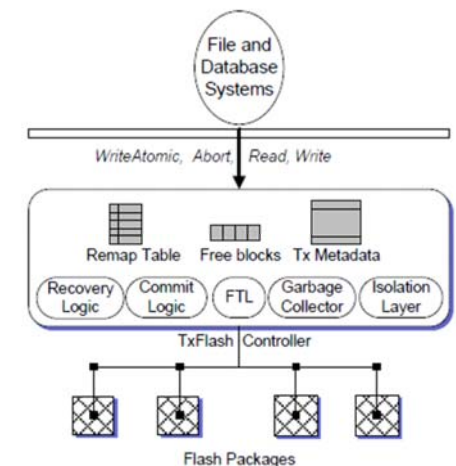 File and
Database
Systems
WriteAtomic, Abort, Read, Write
Remap Table Free blocks Tx Metadata
Recovery Logic
Commit Logic
FTL
Garbage Collector
Isolation Layer
TxFlash Controller
Flash Packages